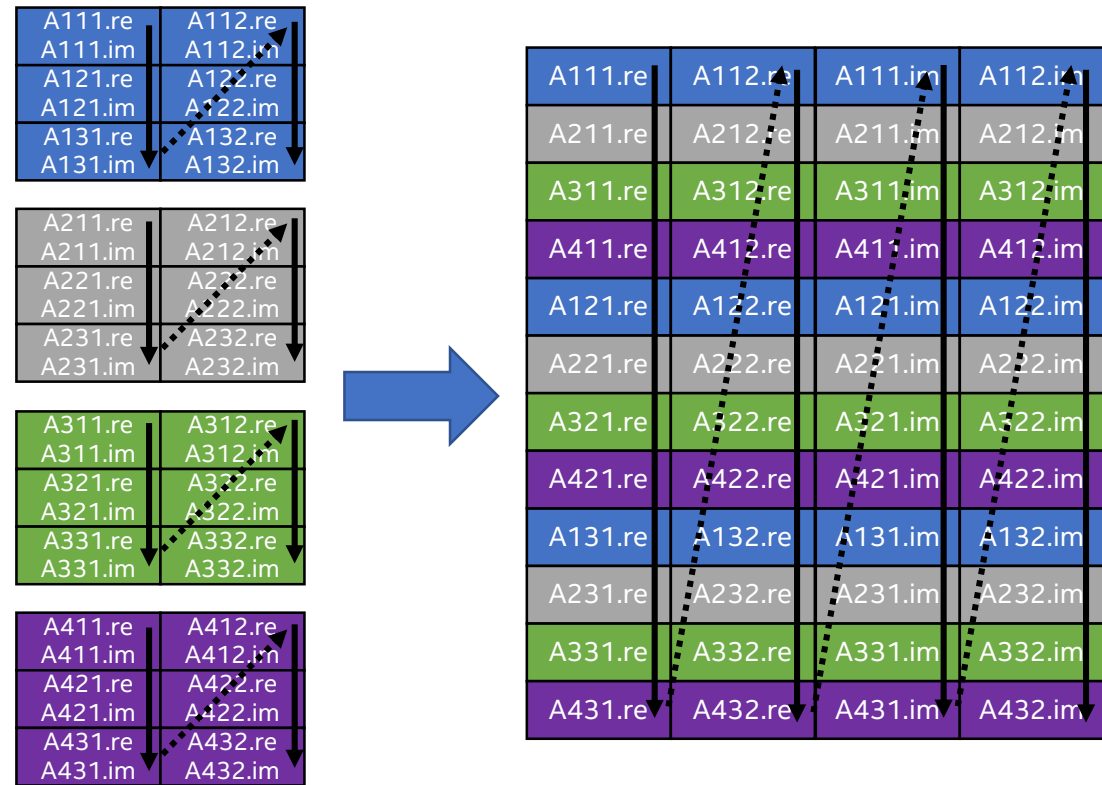 A111.re A112.re
A111.im A112.im
A121.re A122.re
A121.im A122.im
A131.re A132.re
A131.im A132.im
A211.re A212.re
A211.im A212.im
A221.re A222.re
A221.im A222.im
A231.re A232.re
A231.im A232.im
A311.re A312.re
A311.im A312.im
A321.re A322.re
A321.im A322.im
A331.re A332.re
A331.im A332.im
A411.re A412.re
A411.im A412.im
A421.re A422.re
A421.im A422.im
A431.re A432.re
A431.im A432.im
A111.re A112.re A111.im A112.im
A211.re A212.re A211.im A212.im
A311.re A312.re A311.im A312.im
A411.re A412.re A411.im A412.im
A121.re A122.re A121.im A122.im
A221.re A222.re A221.im A222.im
A321.re A322.re A321.im A322.im
A421.re A422.re A421.im A422.im
A131.re A132.re A131.im A132.im
A231.re A232.re A231.im A232.im
A331.re A332.re A331.im A332.im
A431.re A432.re A431.im A432.im